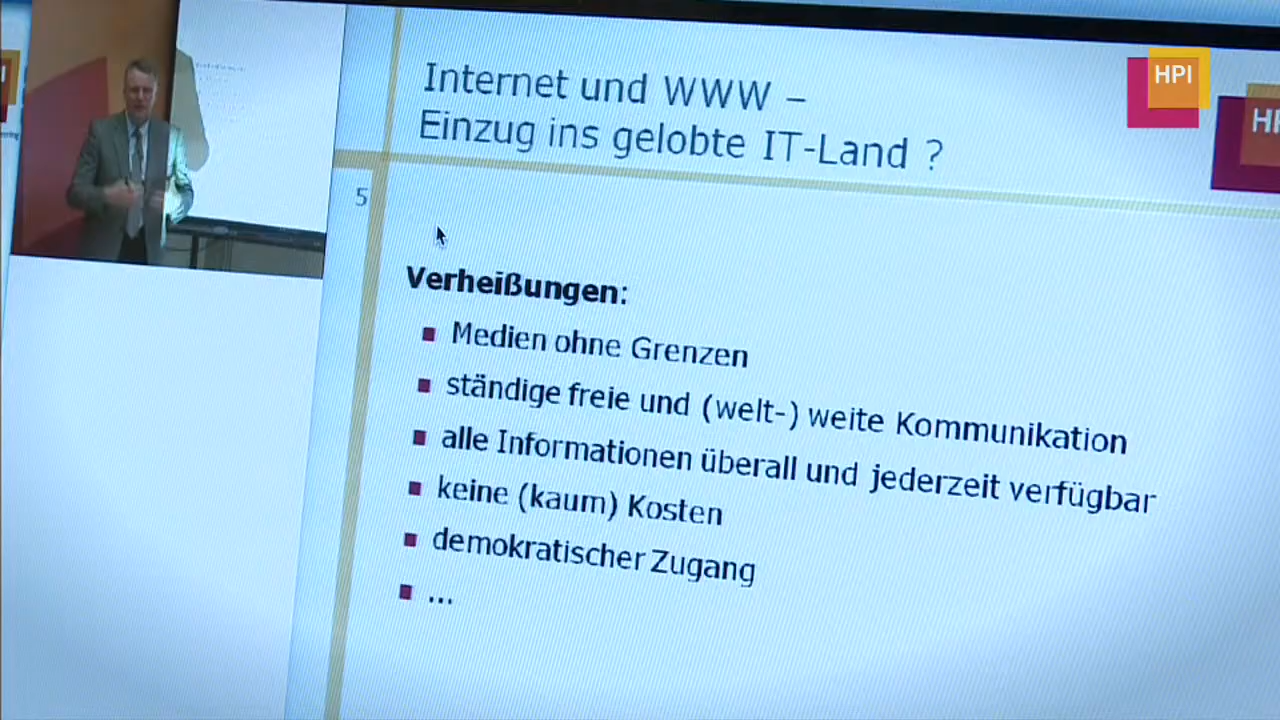 Internet und WWW –
Einzug ins gelobte IT-Land ?
HPI
5
Verheißungen:
Medien ohne Grenzen
ständige freie und (welt-) weite Kommunikation
alle Informationen überall und jederzeit verfügbar
keine (kaum) Kosten
demokratischer Zugang
...